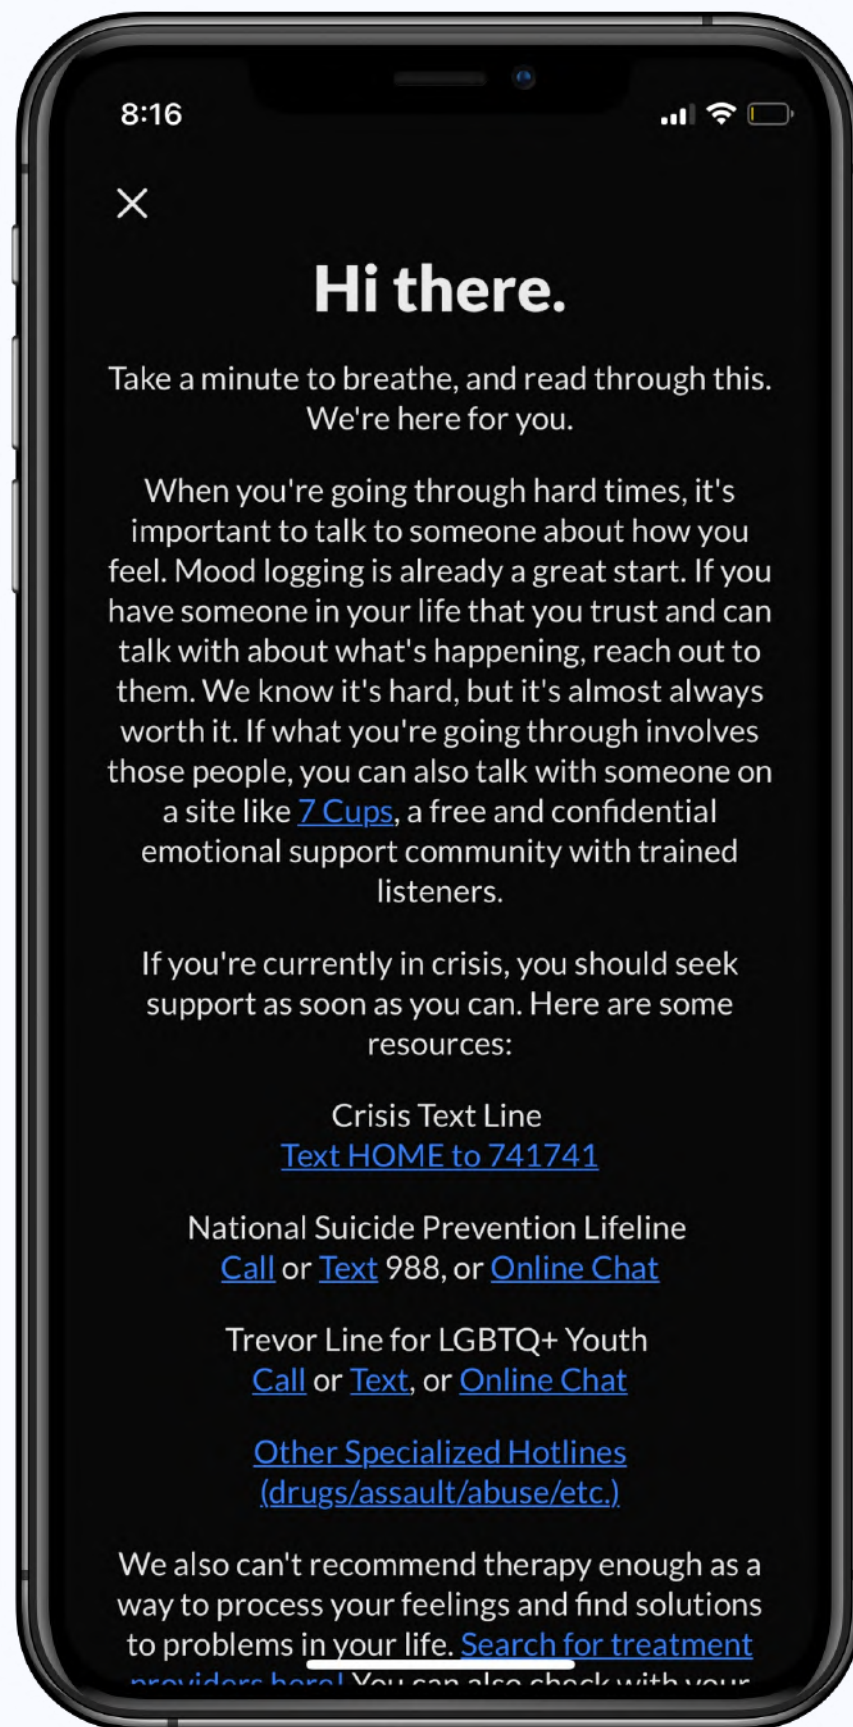 8:16
Hi there.
Take a minute to breathe, and read through this.
We're here for you.
When you're going through hard times, it's
important to talk to someone about how you
feel. Mood logging is already a great start. If you
have someone in your life that you trust and can
talk with about what's happening, reach out to
them. We know it's hard, but it's almost always
worth it. If what you're going through involves
those people, you can also talk with someone on
a site like 7 Cups, a free and confidential
emotional support community with trained
listeners.
If you're currently in crisis, you should seek
support as soon as you can. Here are some
resources:
Crisis Text Line
Text HOME to 741741
National Suicide Prevention Lifeline
Call or Text 988, or Online Chat
Trevor Line for LGBTQ+ Youth
Call or Text, or Online Chat
Other Specialized Hotlines
(drugs/assault/abuse/etc.)
We also can't recommend therapy enough as a
way to process your feelings and find solutions
to problems in your life. Search for treatment
providers here! You can also check with your